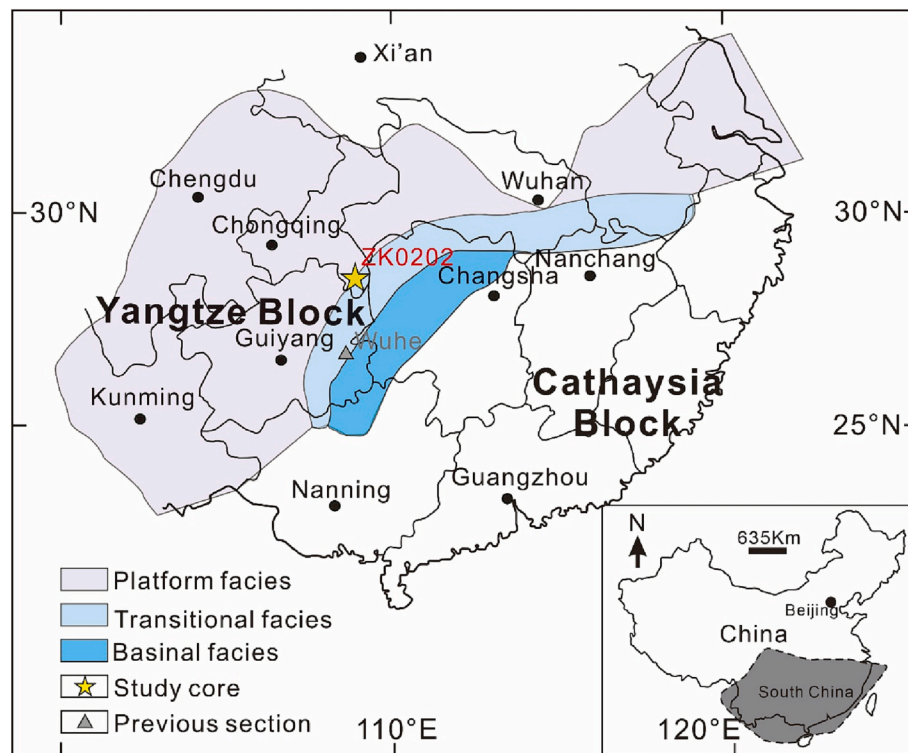 Xi'an
Chengdu
Wuhan
30°N
30°N
Chongqing
ZK0202
Nanchang
Changsha
Yangtze Block
Guiyang
Wuhe
Cathaysia
Block
Kunming
25°N
25°N
Nanning
Guangzhou
Platform facies
Transitional facies
Basinal facies
Study core
Previous section
110°E
120°E
N
635Km
Beijing
China
South China